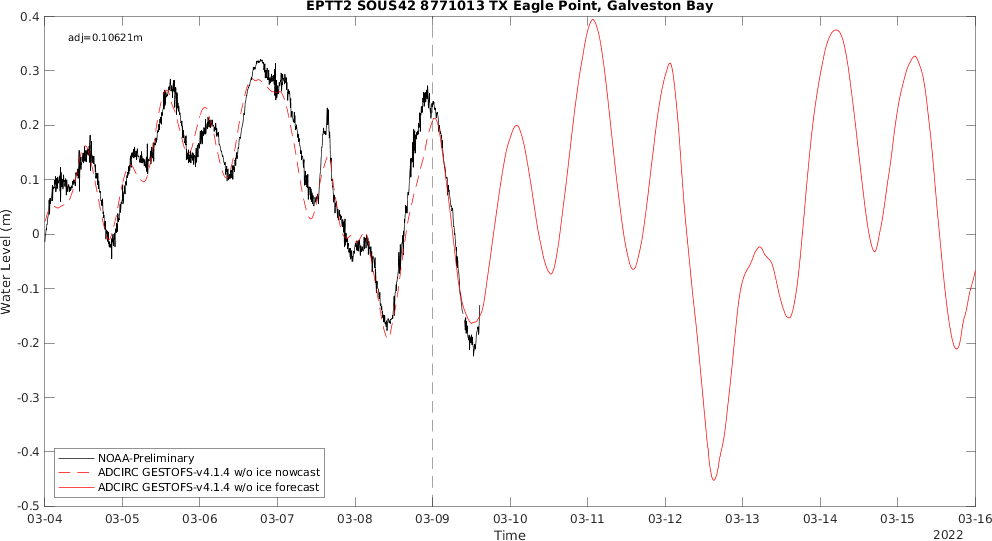 EPTT2 SOUS42 8771013 TX Eagle Point, Galveston Bay
adj=0.10621m
0.4
0.3
0.2
0.1
0
-0.1
-0.2
-0.3
-0.4
-0.5
Water Level (m)
NOAA-Preliminary
ADCIRC GESTOFS-v4.1.4 w/o ice nowcast
ADCIRC GESTOFS-v4.1.4 w/o ice forecast
03-04 03-05 03-06 03-07 03-08 03-09 03-10 03-11 03-12 03-13 03-14 03-15 03-16
Time
2022